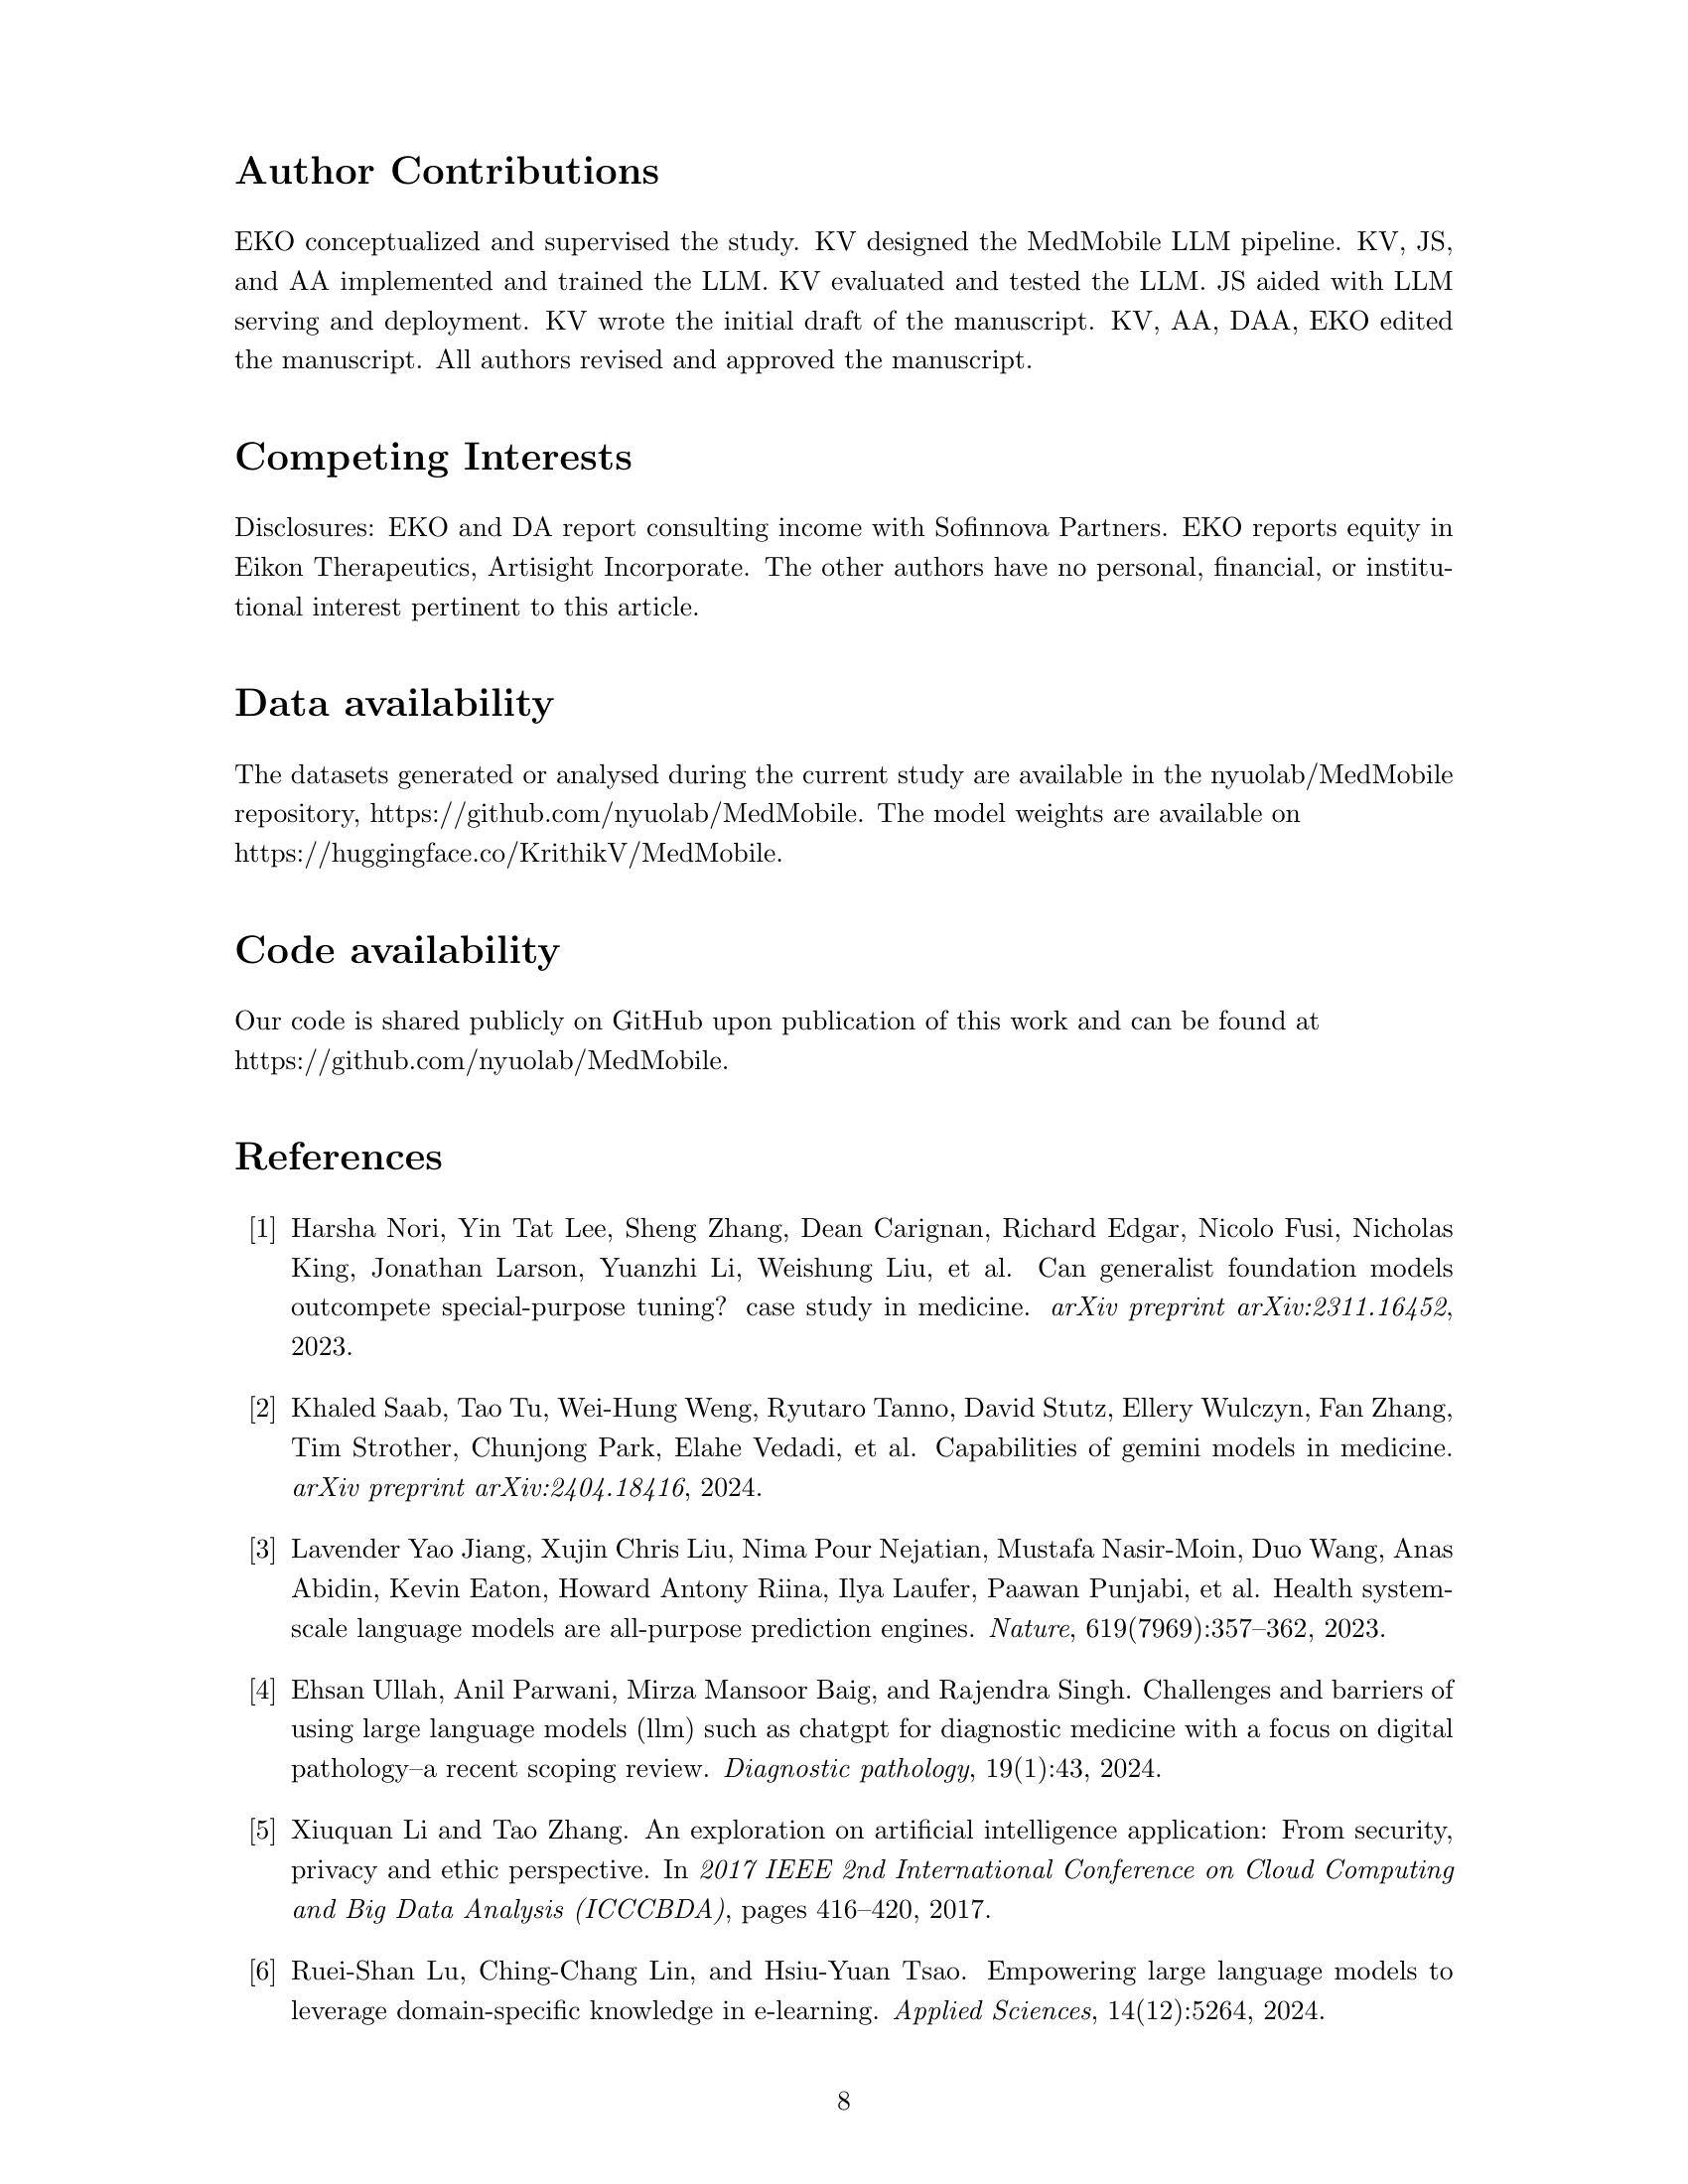 Author Contributions
EKO conceptualized and supervised the study. KV designed the MedMobile LLM pipeline. KV, JS,
and AA implemented and trained the LLM. KV evaluated and tested the LLM. JS aided with LLM
serving and deployment. KV wrote the initial draft of the manuscript. KV, AA, DAA, EKO edited
the manuscript. All authors revised and approved the manuscript.
Competing Interests
Disclosures: EKO and DA report consulting income with Sofinnova Partners. EKO reports equity in
Eikon Therapeutics, Artisight Incorporate. The other authors have no personal, financial, or institu-
tional interest pertinent to this article.
Data availability
The datasets generated or analysed during the current study are available in the nyuolab/MedMobile
repository, https://github.com/nyuolab/MedMobile. The model weights are available on
https://huggingface.co/KrithikV/MedMobile.
Code availability
Our code is shared publicly on GitHub upon publication of this work and can be found at
https://github.com/nyuolab/MedMobile.
References
[1] Harsha Nori, Yin Tat Lee, Sheng Zhang, Dean Carignan, Richard Edgar, Nicolo Fusi, Nicholas
King, Jonathan Larson, Yuanzhi Li, Weishung Liu, et al. Can generalist foundation models
outcompete special-purpose tuning? case study in medicine. arXiv preprint arXiv:2311.16452,
2023.
[2] Khaled Saab, Tao Tu, Wei-Hung Weng, Ryutaro Tanno, David Stutz, Ellery Wulczyn, Fan Zhang,
Tim Strother, Chunjong Park, Elahe Vedadi, et al. Capabilities of gemini models in medicine.
arXiv preprint arXiv:2404.18416, 2024.
[3] Lavender Yao Jiang, Xujin Chris Liu, Nima Pour Nejatian, Mustafa Nasir-Moin, Duo Wang, Anas
Abidin, Kevin Eaton, Howard Antony Riina, Ilya Laufer, Paawan Punjabi, et al. Health system-
scale language models are all-purpose prediction engines. Nature, 619(7969):357–362, 2023.
[4] Ehsan Ullah, Anil Parwani, Mirza Mansoor Baig, and Rajendra Singh. Challenges and barriers of
using large language models (llm) such as chatgpt for diagnostic medicine with a focus on digital
pathology–a recent scoping review. Diagnostic pathology, 19(1):43, 2024.
[5] Xiuquan Li and Tao Zhang. An exploration on artificial intelligence application: From security,
privacy and ethic perspective. In 2017 IEEE 2nd International Conference on Cloud Computing
and Big Data Analysis (ICCCBDA), pages 416–420, 2017.
[6] Ruei-Shan Lu, Ching-Chang Lin, and Hsiu-Yuan Tsao. Empowering large language models to
leverage domain-specific knowledge in e-learning. Applied Sciences, 14(12):5264, 2024.
8